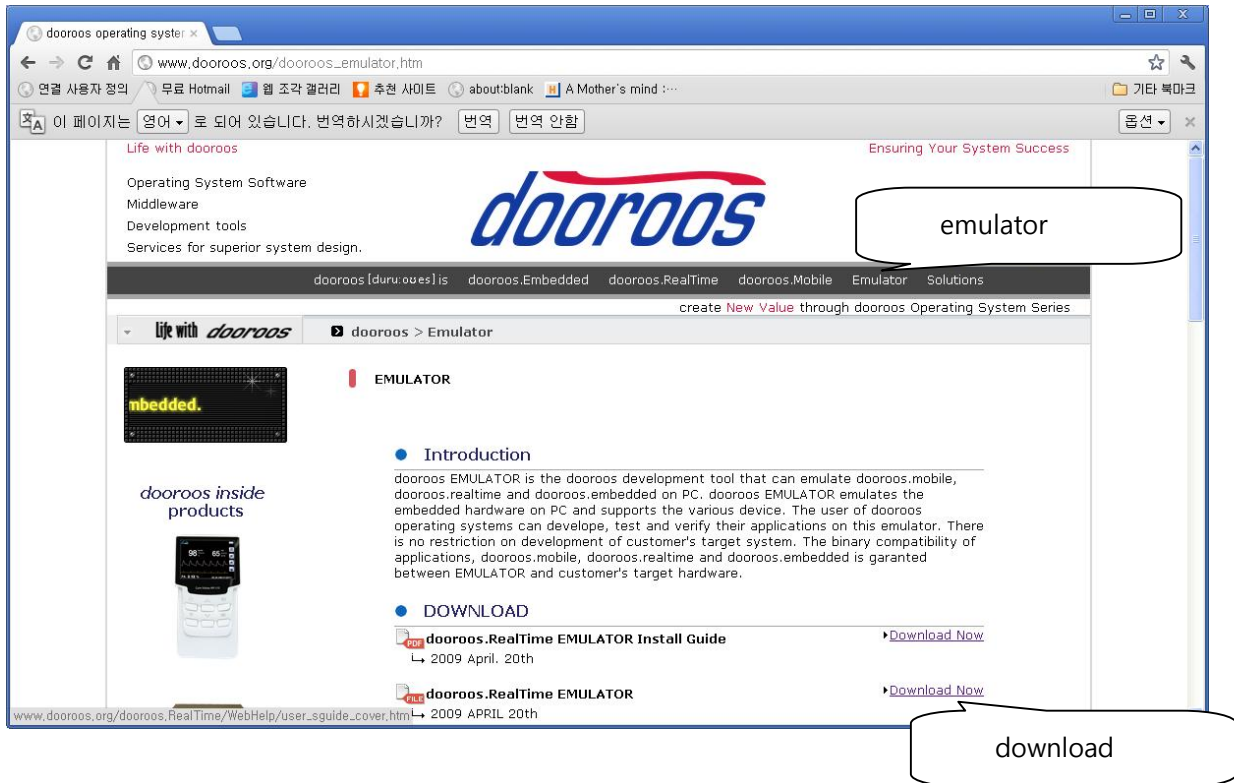 dooroos operating syster
www.dooroos.org/dooroos_emulator.htm
연결 사용자 정의 무료 Hotmail 웹 조각 갤러리 추천 사이트 about:blank A Mother's mind :… 기타 북마크
이 페이지는 영어 로 되어 있습니다. 번역하시겠습니까? 번역 번역 안함 옵션
Life with dooroos
Ensuring Your System Success
Operating System Software
Middleware
Development tools
Services for superior system design.
dooroos
emulator
dooroos [duru:oʊes] is dooroos.Embedded dooroos.RealTime dooroos.Mobile Emulator Solutions
create New Value through dooroos Operating System Series
life with dooroos
dooroos > Emulator
mbedded.
dooroos inside
products
98 65
EMULATOR
Introduction
dooroos EMULATOR is the dooroos development tool that can emulate dooroos.mobile,
dooroos.realtime and dooroos.embedded on PC. dooroos EMULATOR emulates the
embedded hardware on PC and supports the various device. The user of dooroos
operating systems can develope, test and verify their applications on this emulator. There
is no restriction on development of customer's target system. The binary compatibility of
applications, dooroos.mobile, dooroos.realtime and dooroos.embedded is garanted
between EMULATOR and customer's target hardware.
DOWNLOAD
PDF dooroos.RealTime EMULATOR Install Guide Download Now
2009 April. 20th
FILE dooroos.RealTime EMULATOR Download Now
2009 APRIL 20th
www.dooroos.org/dooroos.RealTime/WebHelp/user_sguide_cover.htm
download